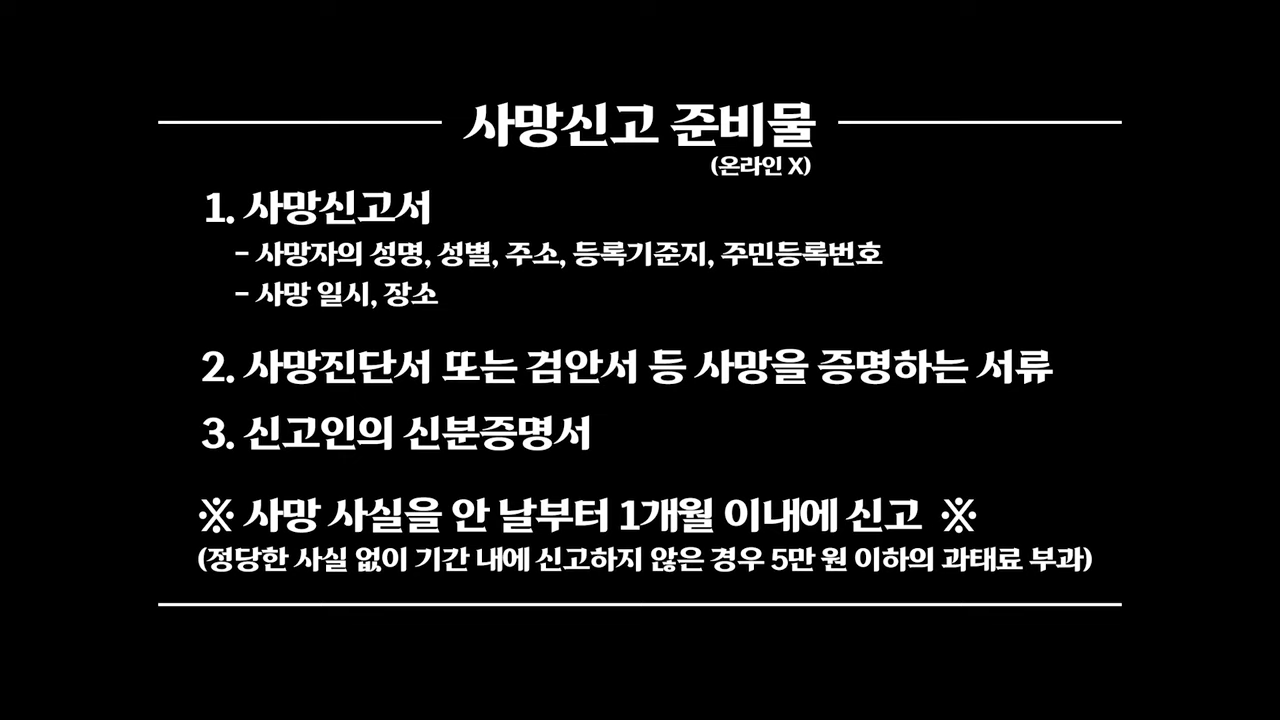 사망신고 준비물
(온라인 X)
1. 사망신고서
- 사망자의 성명, 성별, 주소, 등록기준지, 주민등록번호
- 사망 일시, 장소
2. 사망진단서 또는 검안서 등 사망을 증명하는 서류
3. 신고인의 신분증명서
※ 사망 사실을 안 날부터 1개월 이내에 신고 ※
(정당한 사실 없이 기간 내에 신고하지 않은 경우 5만 원 이하의 과태료 부과)